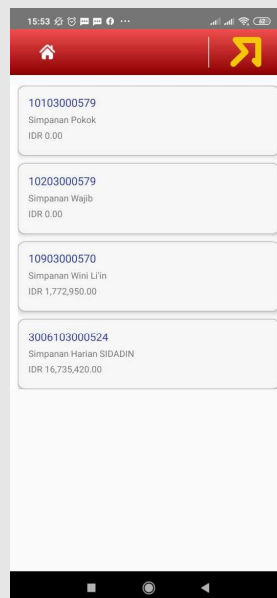 15:53
62
10103000579
Simpanan Pokok
IDR 0.00
10203000579
Simpanan Wajib
IDR 0.00
10903000570
Simpanan Wini Li'in
IDR 1,772,950.00
3006103000524
Simpanan Harian SIDADIN
IDR 16,735,420.00